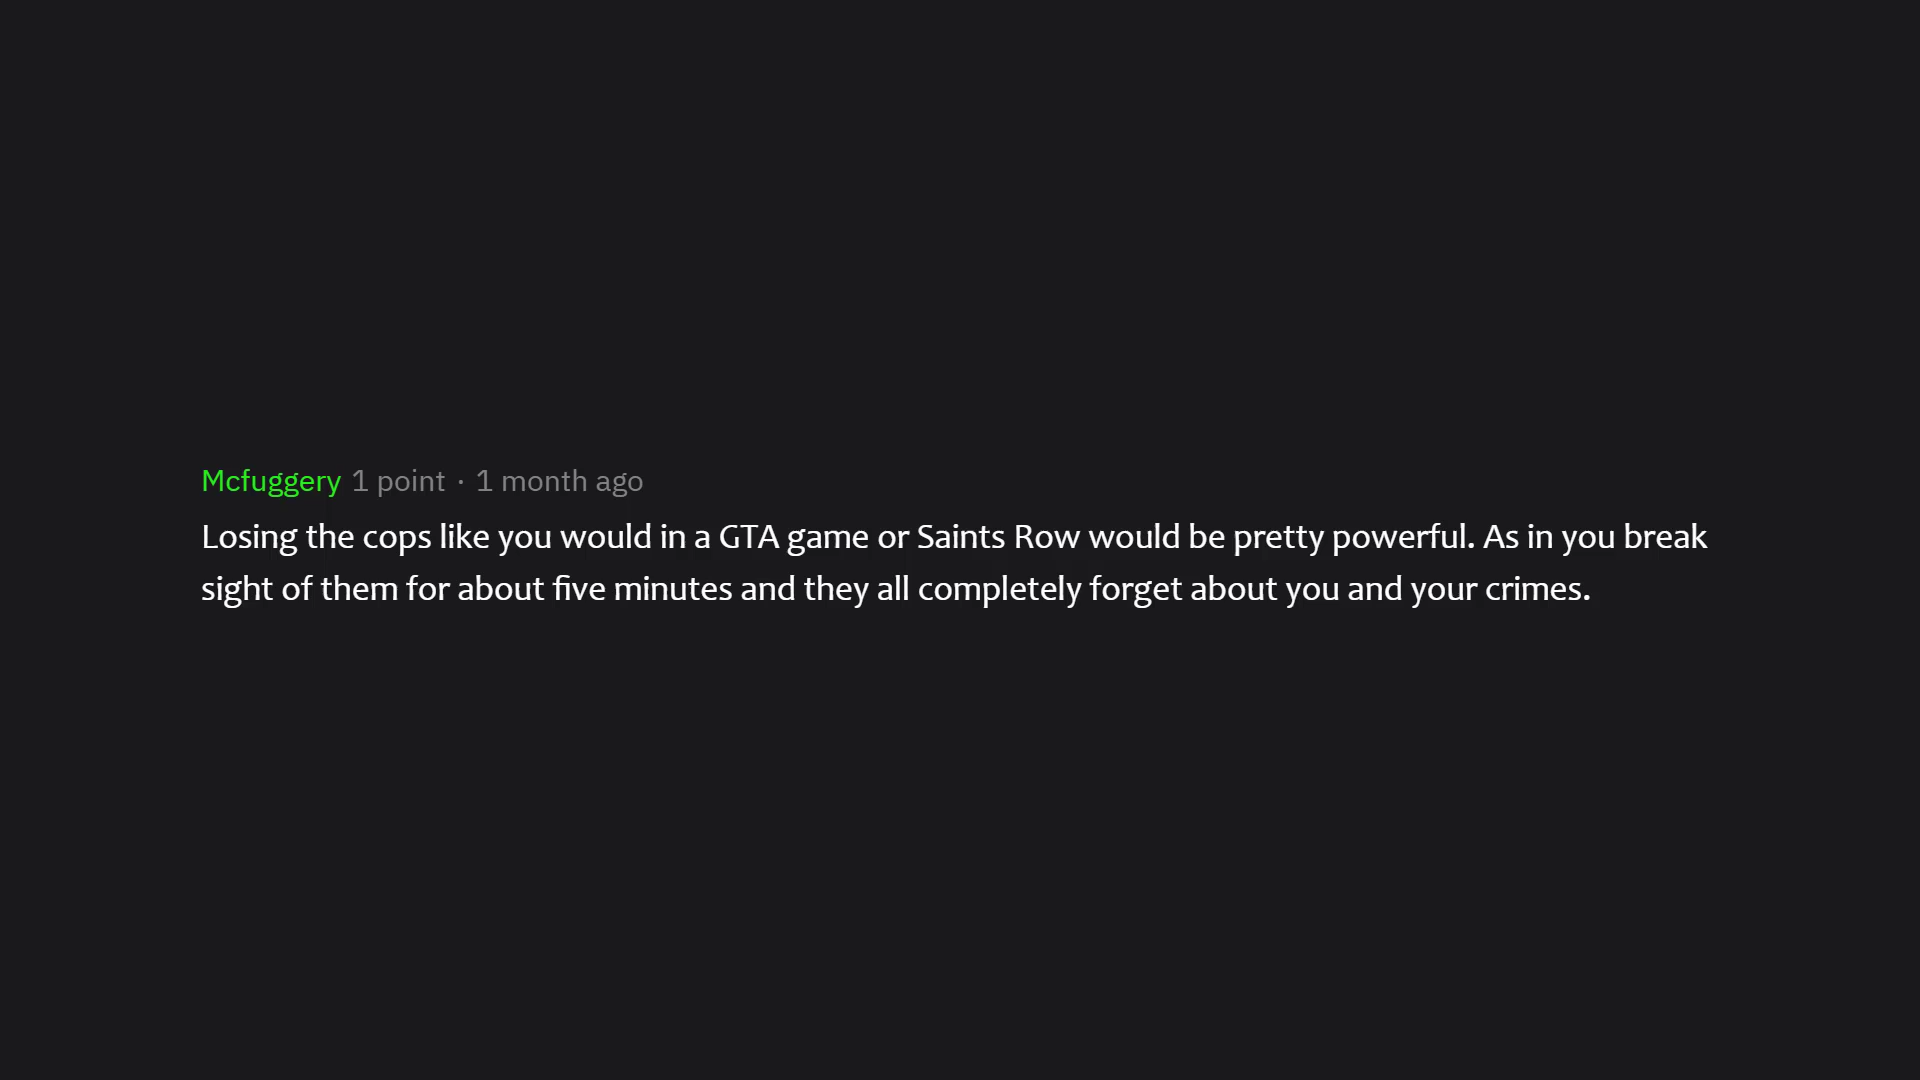 Mcfuggery 1 point · 1 month ago
Losing the cops like you would in a GTA game or Saints Row would be pretty powerful. As in you break
sight of them for about five minutes and they all completely forget about you and your crimes.